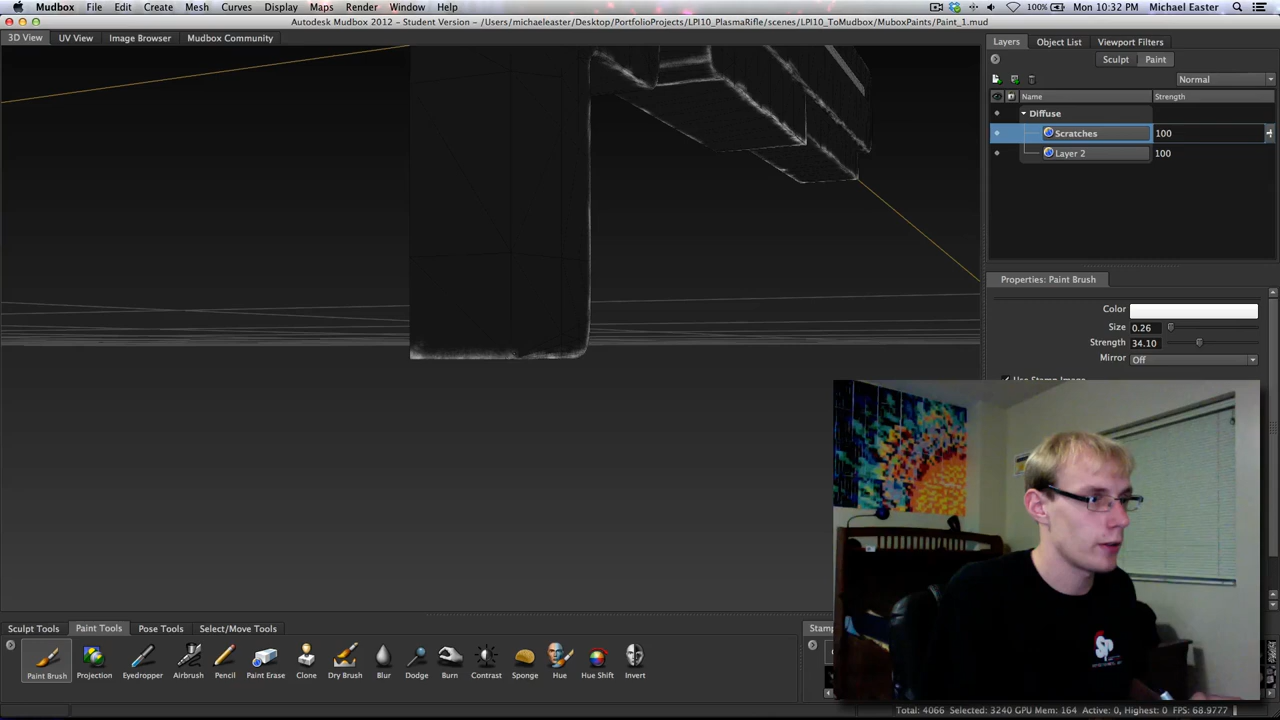 Mudbox File Edit Create Mesh Curves Display Maps Render Window Help 100% Mon 10:32 PM Michael Easter
Autodesk Mudbox 2012 - Student Version - /Users/michaeleaster/Desktop/PortfolioProjects/LPI10_PlasmaRifle/scenes/LPI10_ToMudbox/MuboxPaints/Paint_1.mud
3D View UV View Image Browser Mudbox Community
Layers Object List Viewport Filters
Sculpt Paint
Normal
Name Strength
Diffuse
Scratches 100
Layer 2 100
Properties: Paint Brush
Color
Size 0.26
Strength 34.10
Mirror Off
Use Stamp Image
Sculpt Tools Paint Tools Pose Tools Select/Move Tools
Stamp
Paint Brush Projection Eyedropper Airbrush Pencil Paint Erase Clone Dry Brush Blur Dodge Burn Contrast Sponge Hue Hue Shift Invert
Total: 4066 Selected: 3240 GPU Mem: 164 Active: 0, Highest: 0 FPS: 68.9777